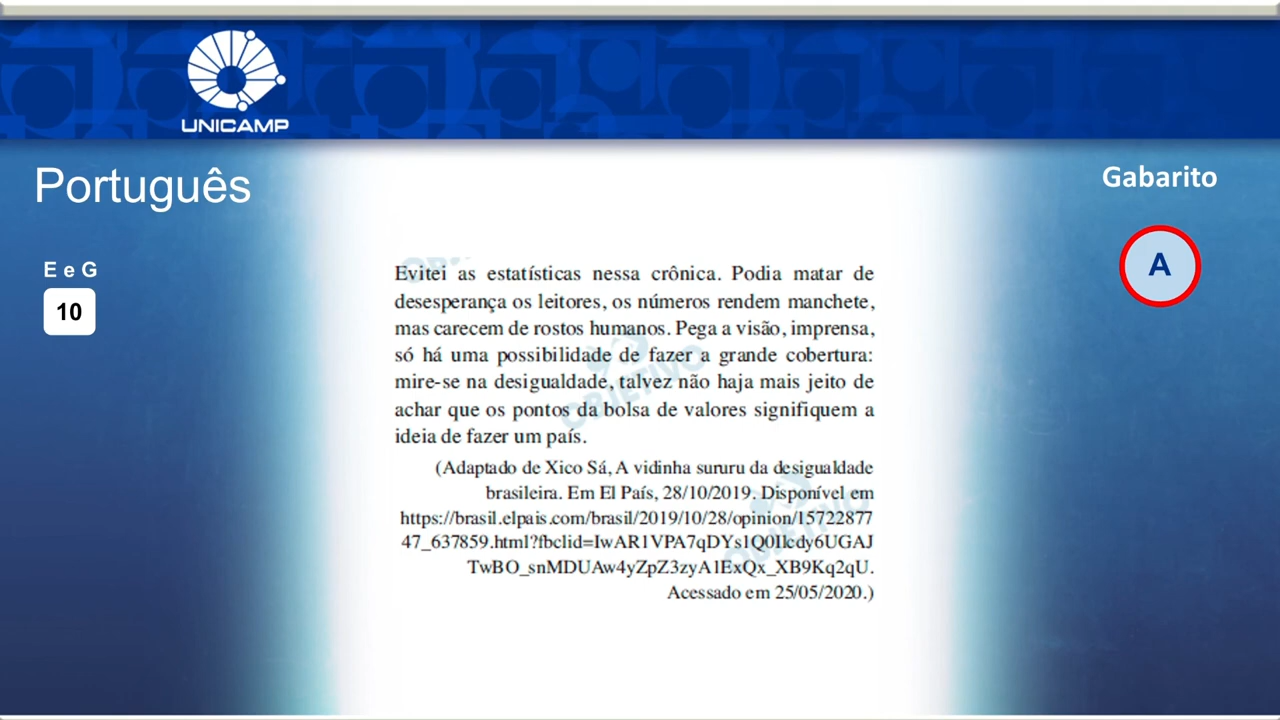 UNICAMP
Português
Gabarito
E e G
10
A
Evitei as estatísticas nessa crônica. Podia matar de
desesperança os leitores, os números rendem manchete,
mas carecem de rostos humanos. Pega a visão, imprensa,
só há uma possibilidade de fazer a grande cobertura:
mire-se na desigualdade, talvez não haja mais jeito de
achar que os pontos da bolsa de valores signifiquem a
ideia de fazer um país.
(Adaptado de Xico Sá, A vidinha sururu da desigualdade
brasileira. Em El País, 28/10/2019. Disponível em
https://brasil.elpais.com/brasil/2019/10/28/opinion/15722877
47_637859.html?fbclid=IwAR1VPA7qDYs1Q0Ilcdy6UGAJ
TwBO_snMDUAw4yZpZ3zyA1ExQx_XB9Kq2qU.
Acessado em 25/05/2020.)
OBJETIVO
OBJETIVO